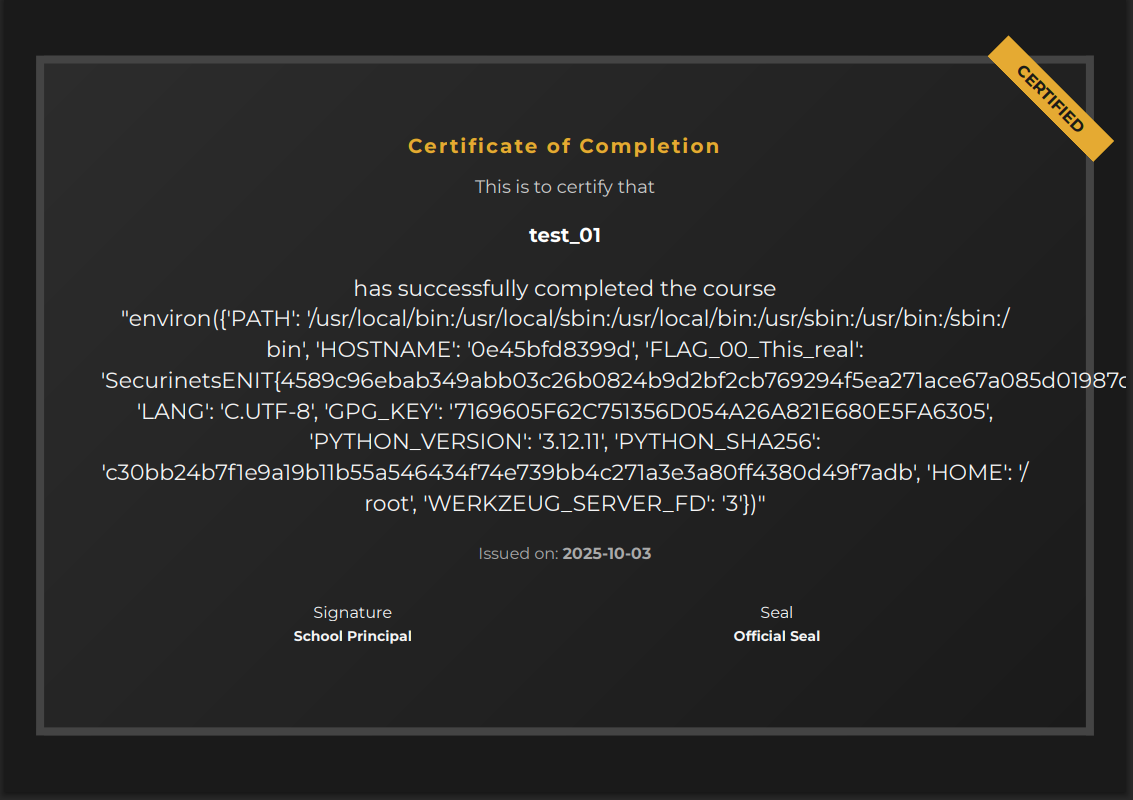 CERTIFIED
Certificate of Completion
This is to certify that
test_01
has successfully completed the course
"environ({'PATH': '/usr/local/bin:/usr/local/sbin:/usr/local/bin:/usr/sbin:/usr/bin:/sbin:/
bin', 'HOSTNAME': '0e45bfd8399d', 'FLAG_00_This_real':
'SecurinetsENIT{4589c96ebab349abb03c26b0824b9d2bf2cb769294f5ea271ace67a085d01987c
'LANG': 'C.UTF-8', 'GPG_KEY': '7169605F62C751356D054A26A821E680E5FA6305',
'PYTHON_VERSION': '3.12.11', 'PYTHON_SHA256':
'c30bb24b7f1e9a19b11b55a546434f74e739bb4c271a3e3a80ff4380d49f7adb', 'HOME': '/
root', 'WERKZEUG_SERVER_FD': '3'})"
Issued on: 2025-10-03
Signature
School Principal
Seal
Official Seal